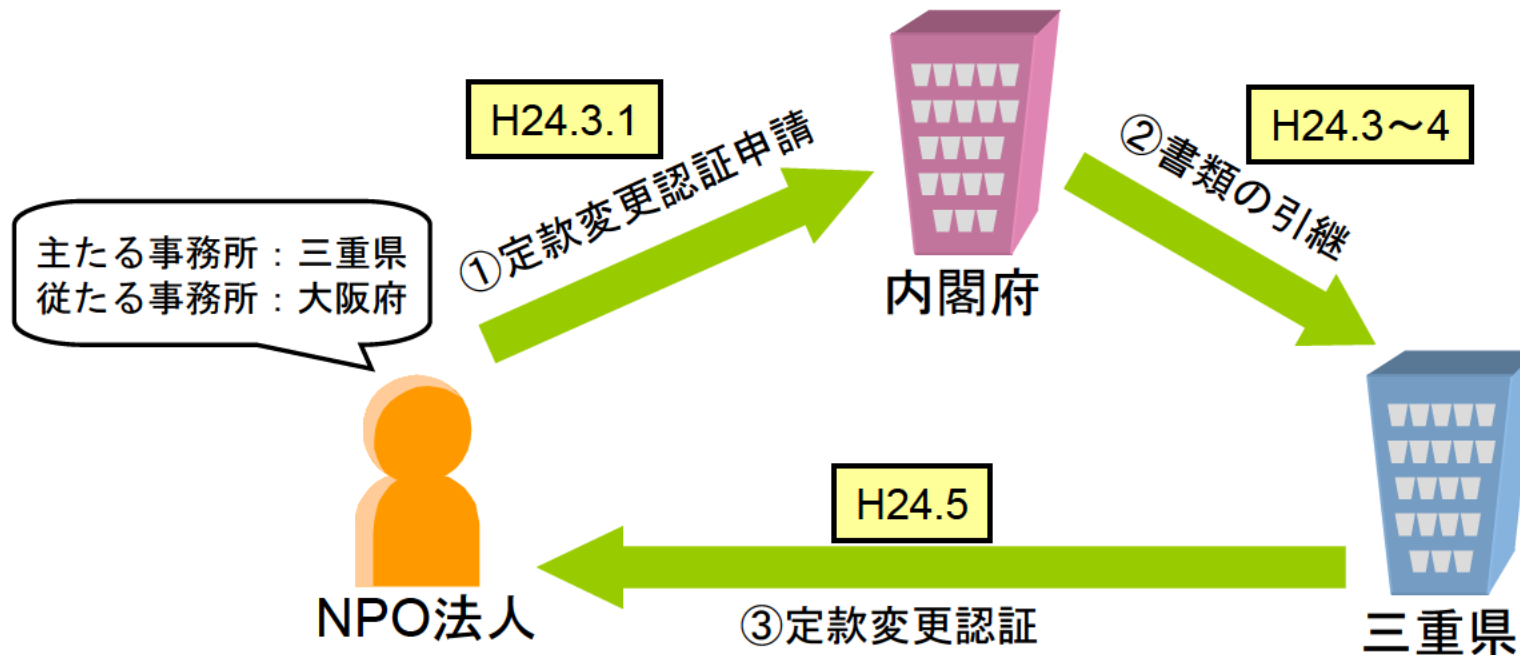 H24.3.1
H24.3～4
①定款変更認証申請
②書類の引継
主たる事務所：三重県
従たる事務所：大阪府
内閣府
H24.5
NPO法人
③定款変更認証
三重県